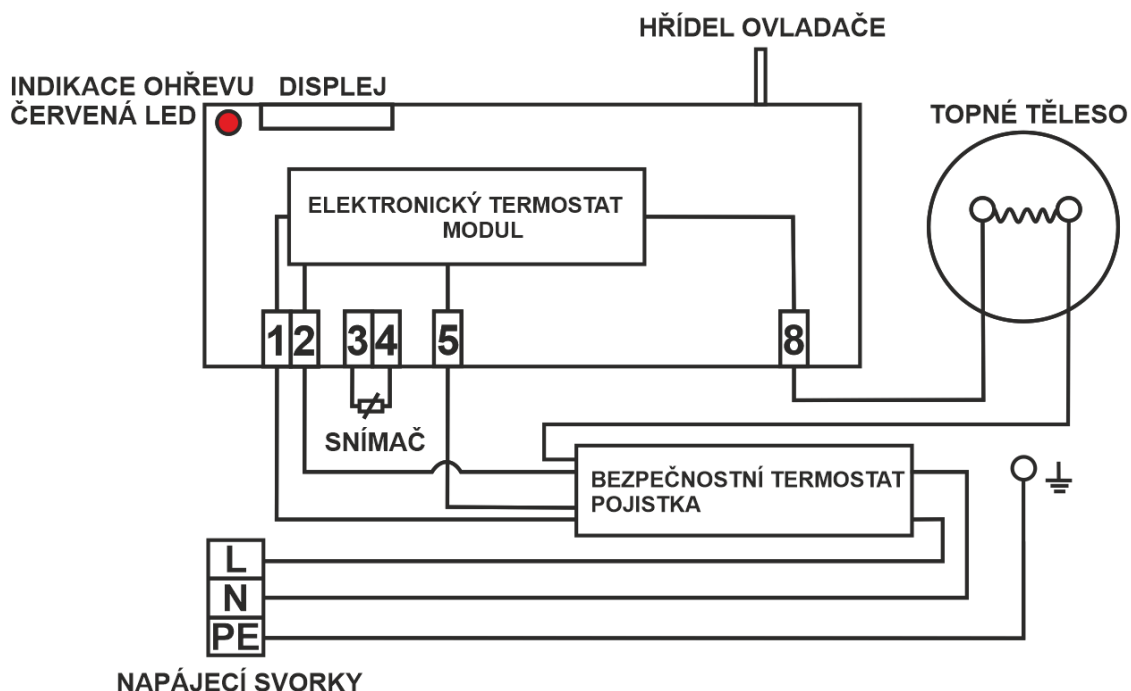 HŘÍDEL OVLADAČE
INDIKACE OHŘEVU
ČERVENÁ LED
DISPLEJ
TOPNÉ TĚLESO
ELEKTRONICKÝ TERMOSTAT
MODUL
1 2 3 4 5 8
SNÍMAČ
BEZPEČNOSTNÍ TERMOSTAT
POJISTKA
L
N
PE
NAPÁJECÍ SVORKY